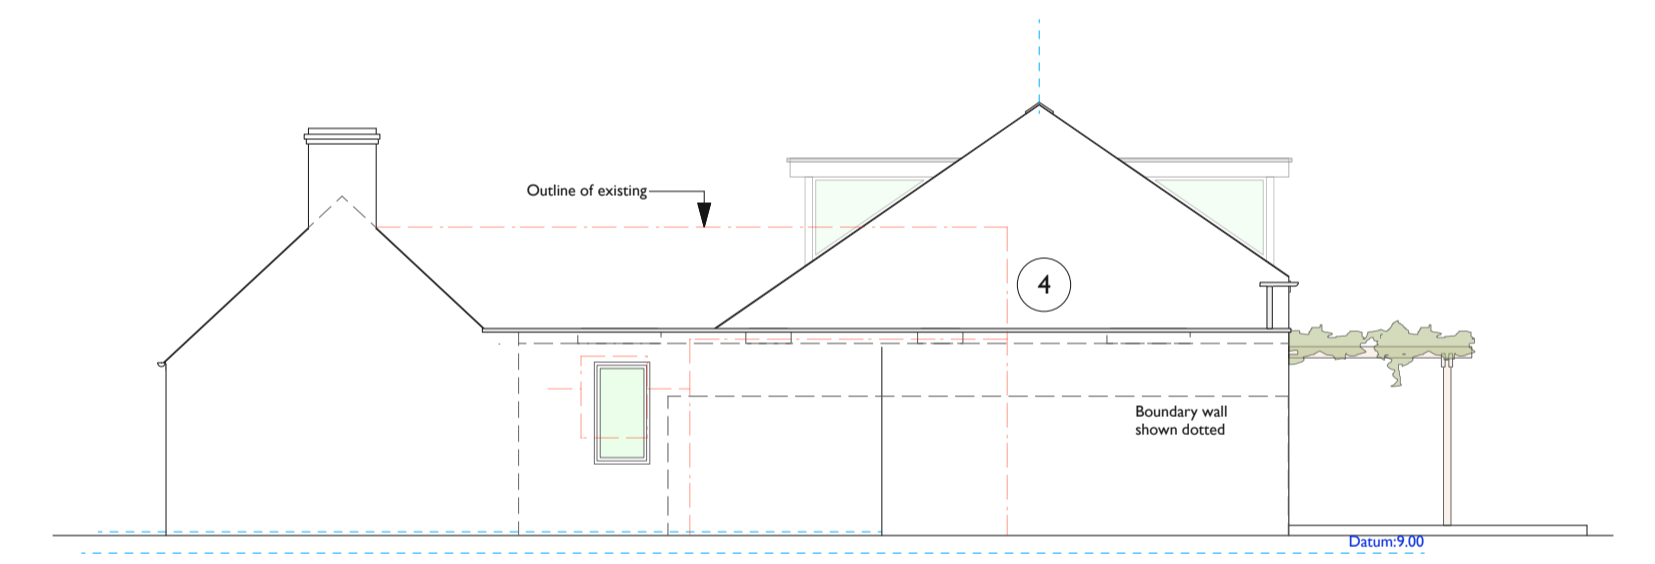 Outline of existing
4
Boundary wall
shown dotted
Datum:9.00